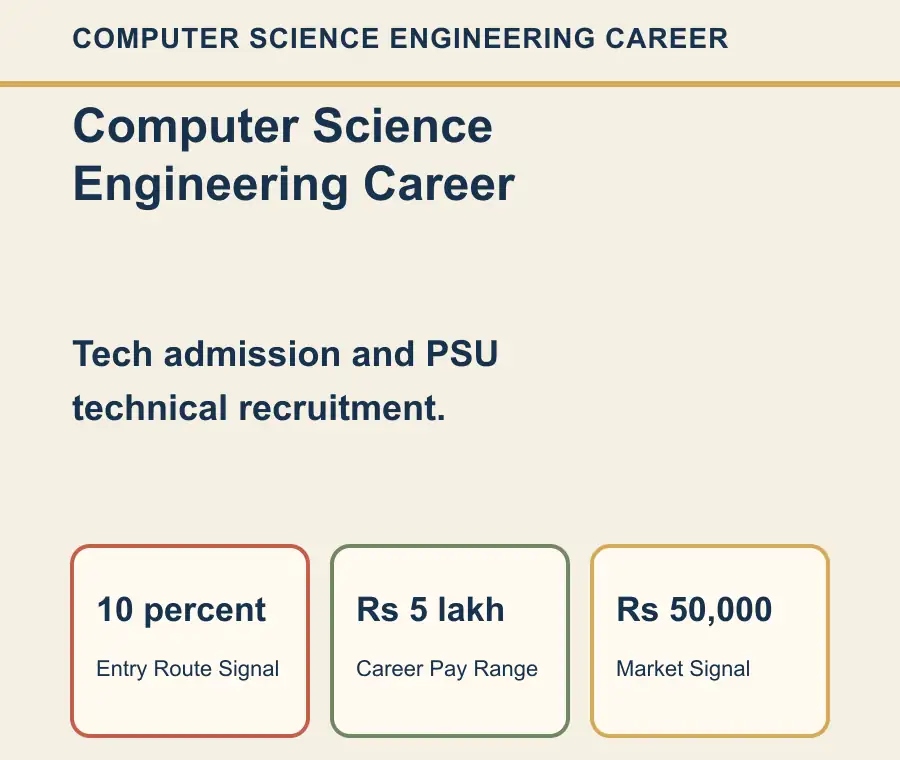 COMPUTER SCIENCE ENGINEERING CAREER
Computer Science
Engineering Career
Tech admission and PSU
technical recruitment.
10 percent
Entry Route Signal
Rs 5 lakh
Career Pay Range
Rs 50,000
Market Signal